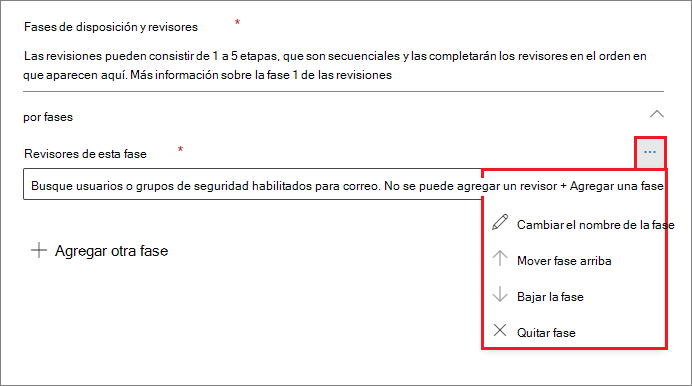 Fases de disposición y revisores *
Las revisiones pueden consistir de 1 a 5 etapas, que son secuenciales y las completarán los revisores en el orden en
que aparecen aquí. Más información sobre la fase 1 de las revisiones
por fases
Revisores de esta fase *
Busque usuarios o grupos de seguridad habilitados para correo. No se puede agregar un revisor + Agregar una fase
Cambiar el nombre de la fase
+ Agregar otra fase
Mover fase arriba
Bajar la fase
Quitar fase